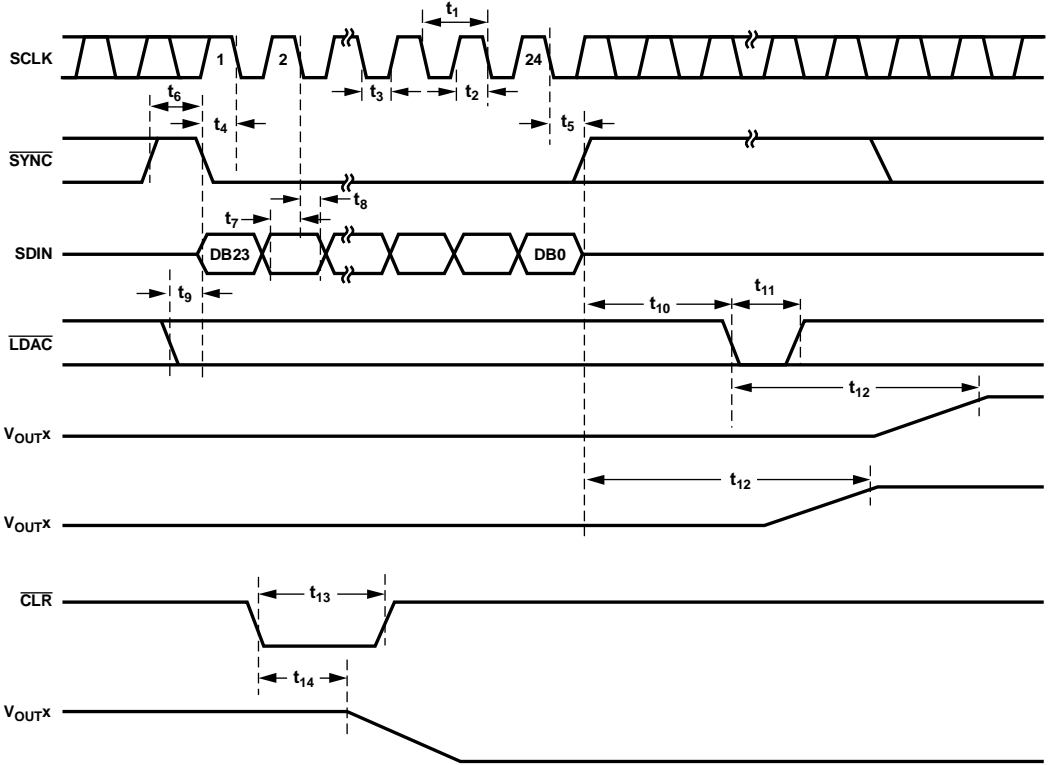 t1
SCLK
1
2
24
t3
t2
t6
t4
t5
SYNC
t8
t7
SDIN
DB23
DB0
t9
t10
t11
LDAC
t12
VOUTx
t12
VOUTx
t13
CLR
t14
VOUTx